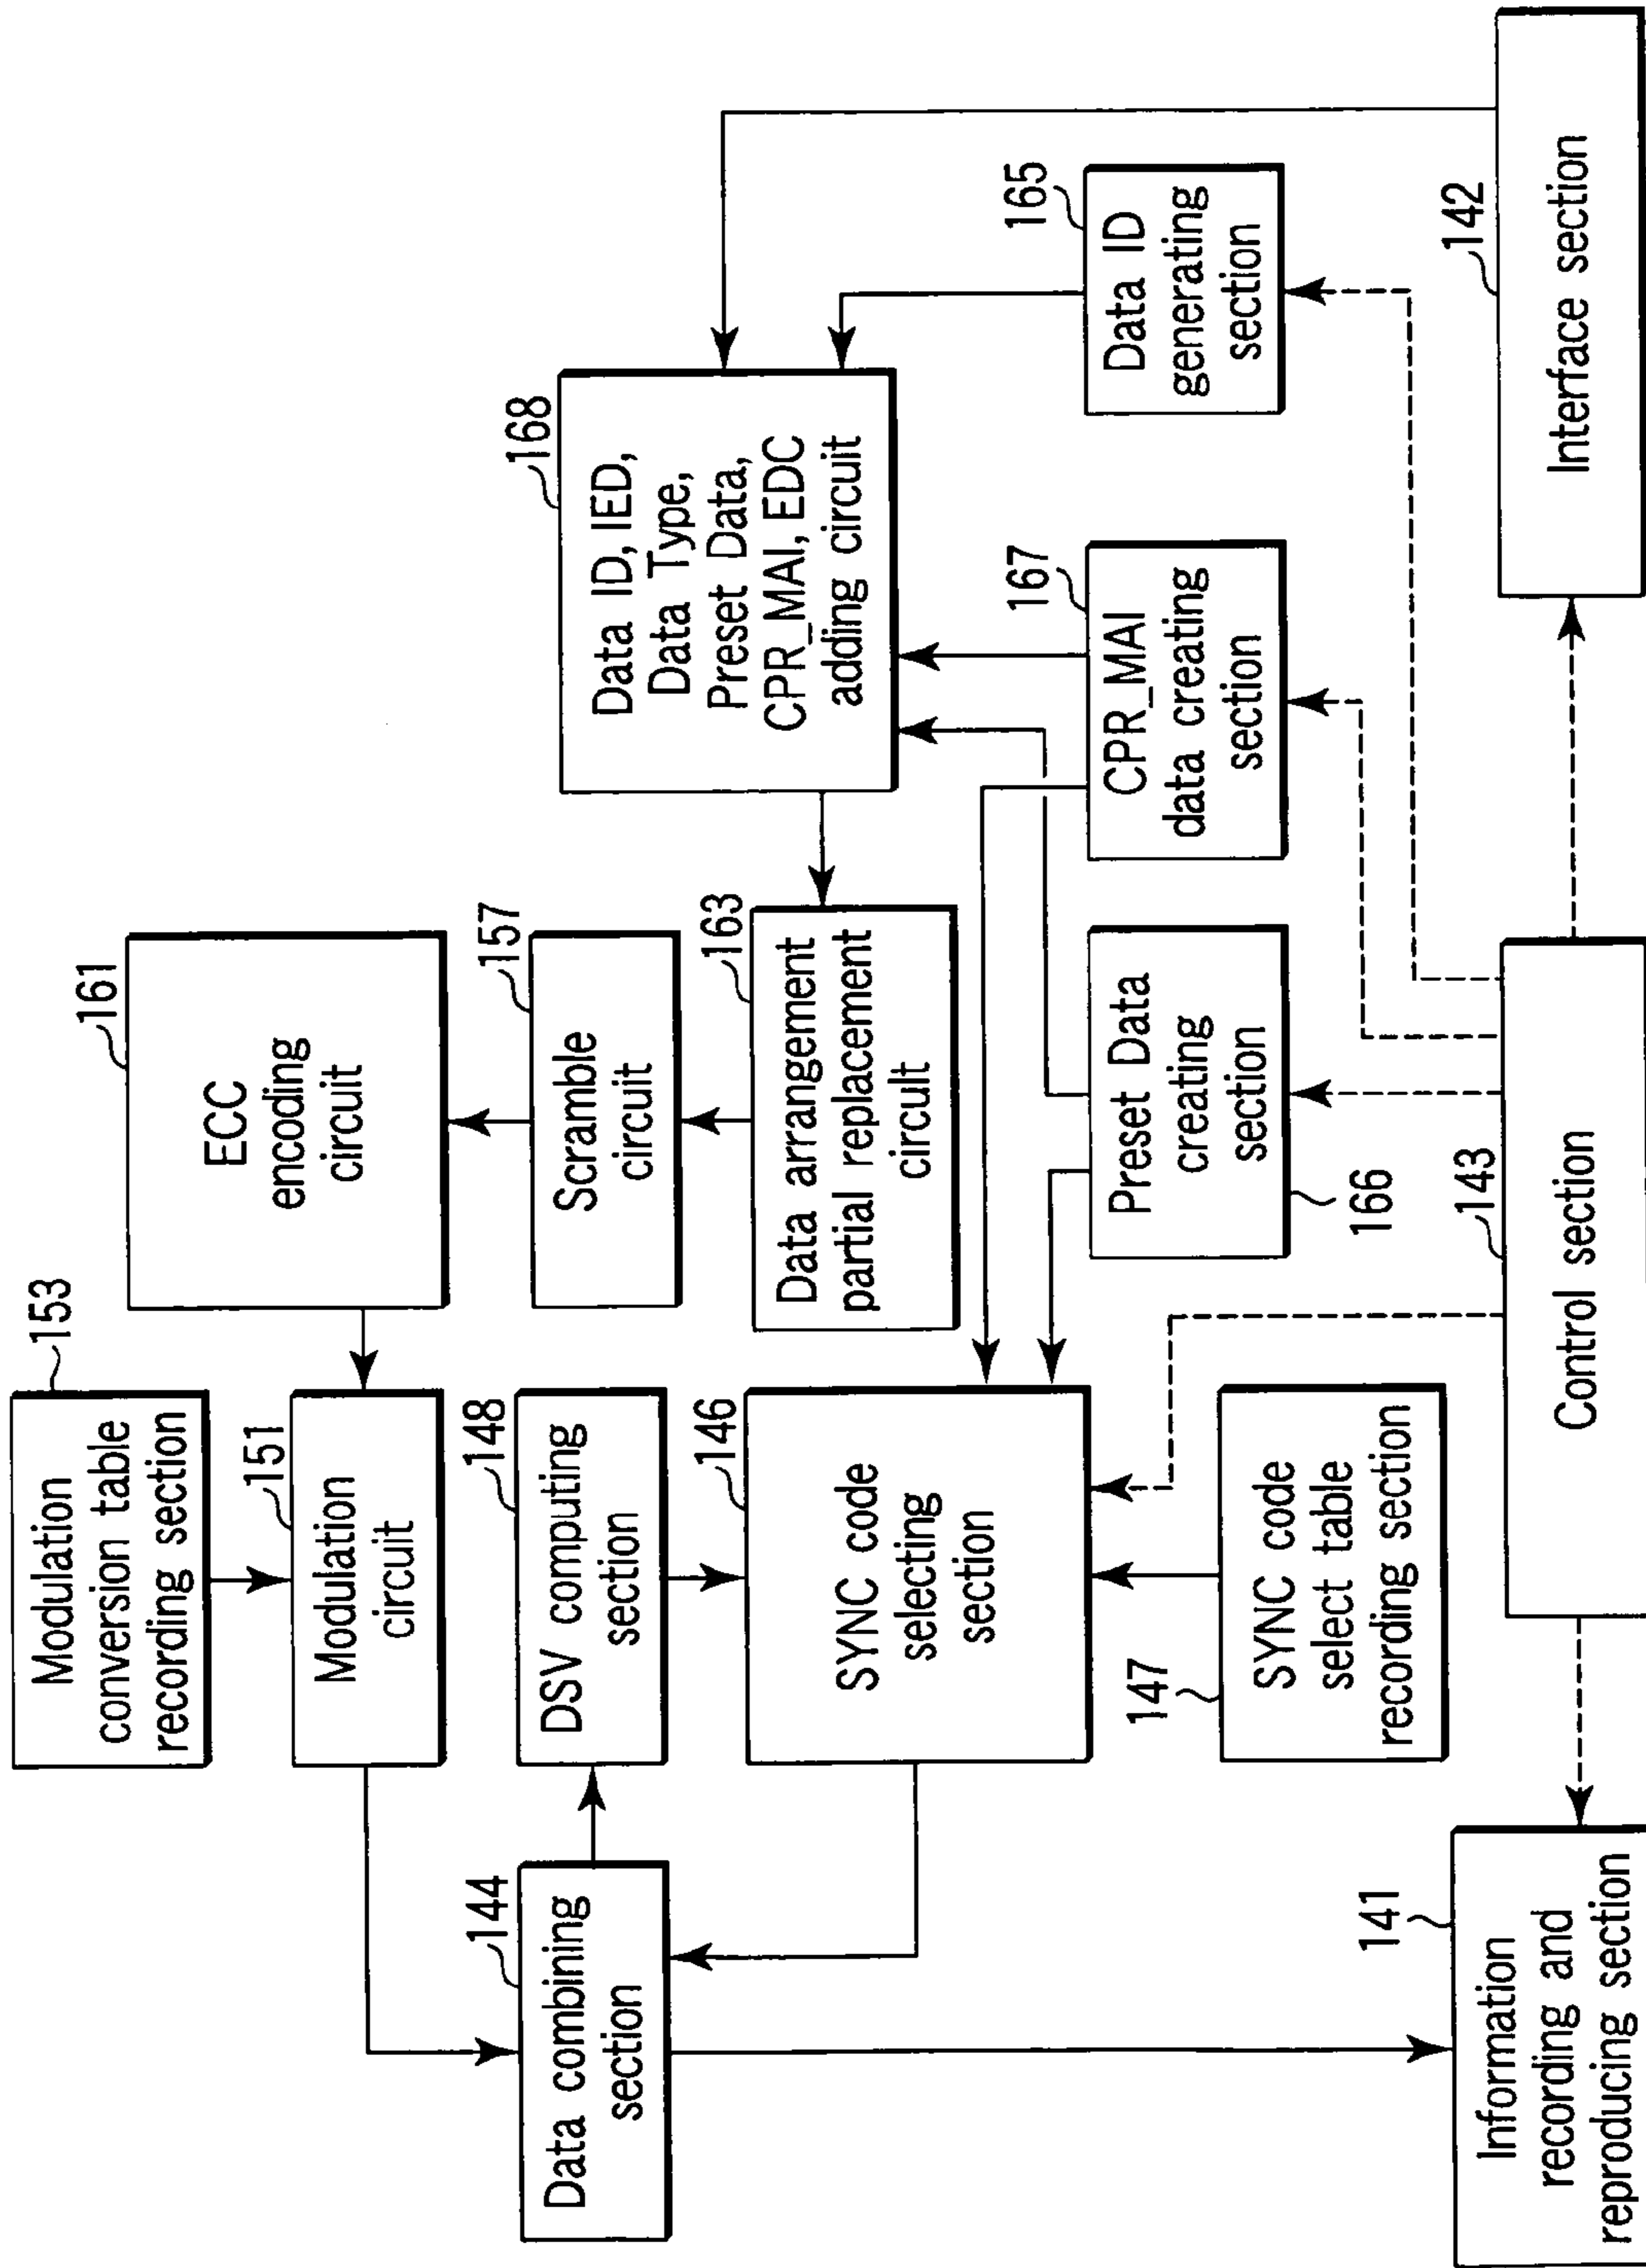 Modulation
conversion table
recording section
153
Modulation
circuit
151
ECC
encoding
circuit
161
Data combining
section
144
DSV computing
section
148
Scramble
circuit
157
Data ID, IED,
Data Type,
Preset Data,
CPR_MAI, EDC
adding circuit
168
SYNC code
selecting
section
146
Data arrangement
partial replacement
circuit
163
SYNC code
select table
recording section
147
Preset Data
creating
section
166
CPR_MAI
data creating
section
167
Data ID
generating
section
165
Information
recording and
reproducing section
141
Control section
143
Interface section
142